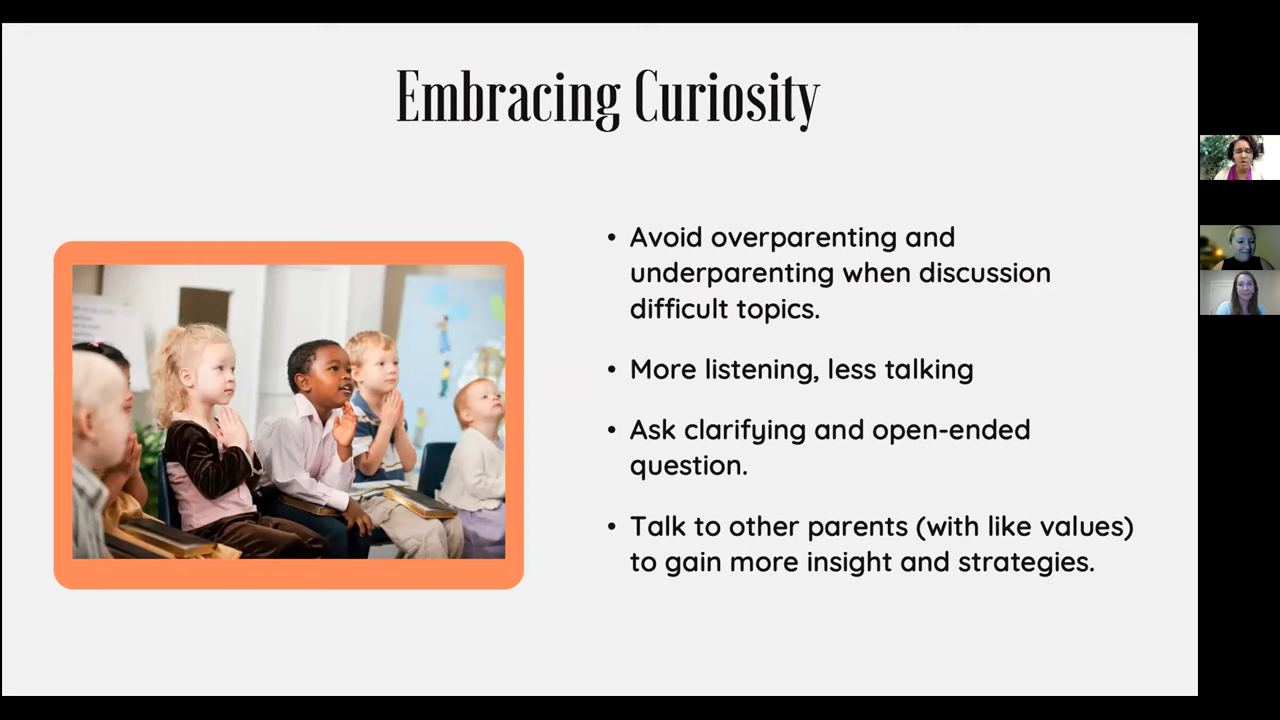 Embracing Curiosity
• Avoid overparenting and
underparenting when discussion
difficult topics.
• More listening, less talking
• Ask clarifying and open-ended
question.
• Talk to other parents (with like values)
to gain more insight and strategies.